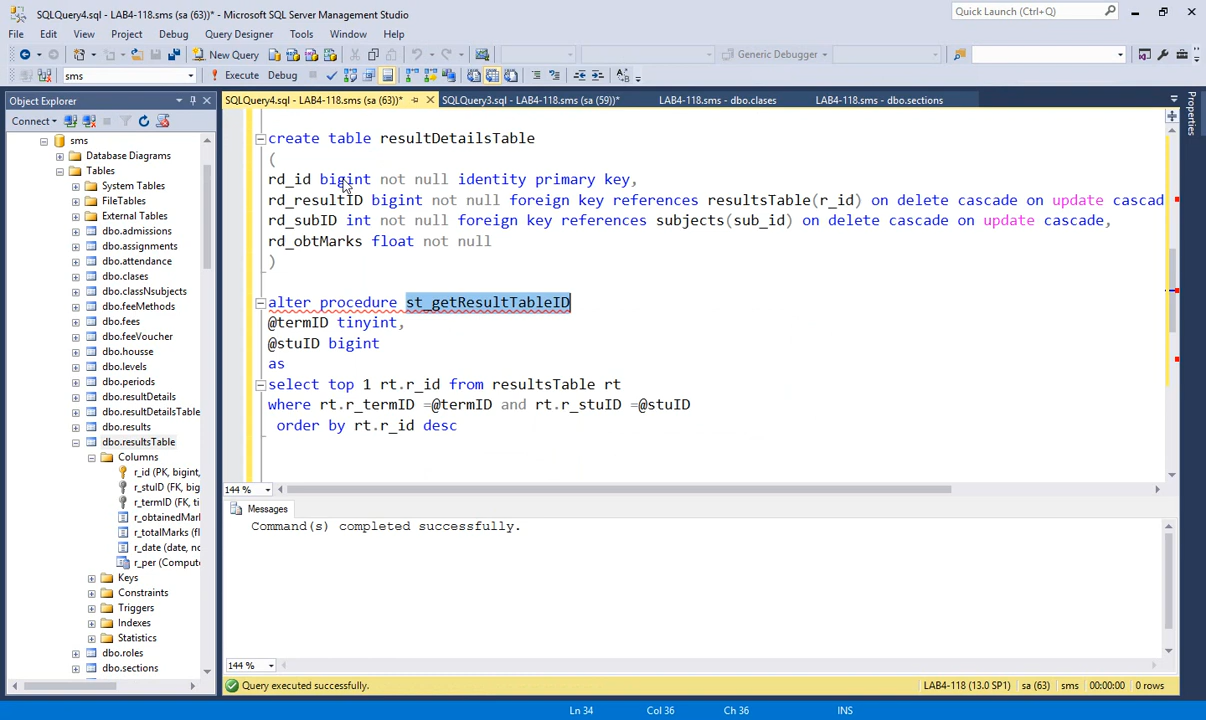 SQLQuery4.sql - LAB4-118.sms (sa (63))* - Microsoft SQL Server Management Studio
Quick Launch (Ctrl+Q)
File Edit View Project Debug Query Designer Tools Window Help
New Query
Generic Debugger
sms
Execute Debug
Object Explorer
SQLQuery4.sql - LAB4-118.sms (sa (63))*
SQLQuery3.sql - LAB4-118.sms (sa (59))*
LAB4-118.sms - dbo.clases
LAB4-118.sms - dbo.sections
Properties
Connect
sms
Database Diagrams
Tables
System Tables
FileTables
External Tables
dbo.admissions
dbo.assignments
dbo.attendance
dbo.clases
dbo.classNsubjects
dbo.feeMethods
dbo.fees
dbo.feeVoucher
dbo.housse
dbo.levels
dbo.periods
dbo.resultDetails
dbo.resultDetailsTable
dbo.results
dbo.resultsTable
Columns
r_id (PK, bigint,
r_stuID (FK, big
r_termID (FK, ti
r_obtainedMar
r_totalMarks (fl
r_date (date, no
r_per (Compute
Keys
Constraints
Triggers
Indexes
Statistics
dbo.roles
dbo.sections
create table resultDetailsTable
(
rd_id bigint not null identity primary key,
rd_resultID bigint not null foreign key references resultsTable(r_id) on delete cascade on update cascad
rd_subID int not null foreign key references subjects(sub_id) on delete cascade on update cascade,
rd_obtMarks float not null
)
alter procedure st_getResultTableID
@termID tinyint,
@stuID bigint
as
select top 1 rt.r_id from resultsTable rt
where rt.r_termID =@termID and rt.r_stuID =@stuID
order by rt.r_id desc
144 %
Messages
Command(s) completed successfully.
144 %
Query executed successfully.
LAB4-118 (13.0 SP1) sa (63) sms 00:00:00 0 rows
Ln 34 Col 36 Ch 36 INS